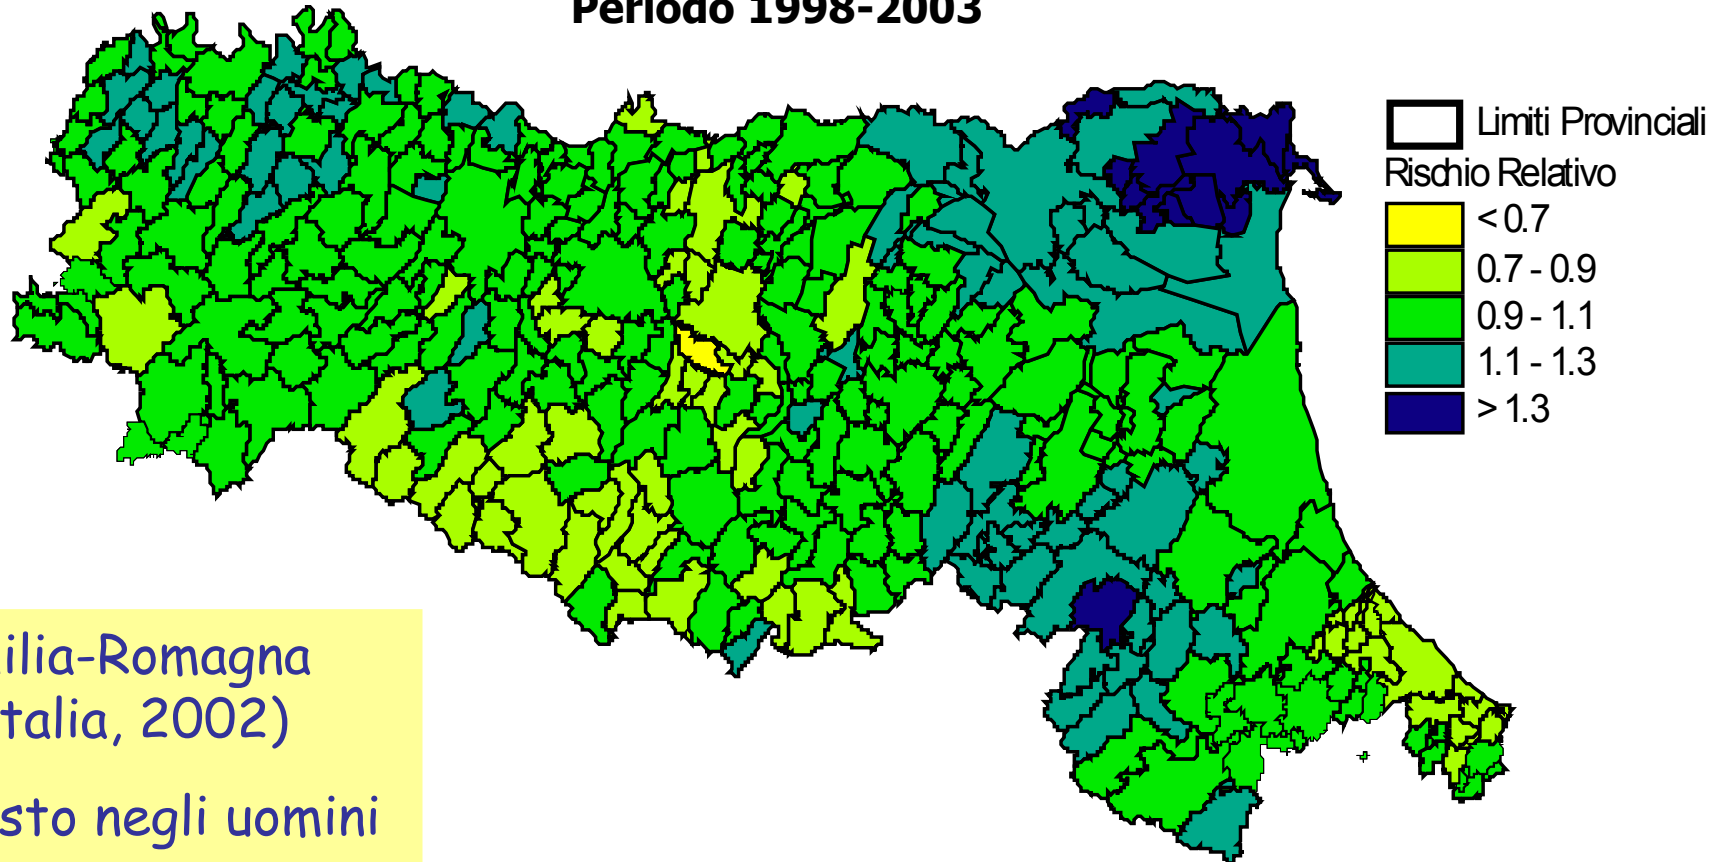 Periodo 1998-2003
Limiti Provinciali
Rischio Relativo
< 0.7
0.7 - 0.9
0.9 - 1.1
1.1 - 1.3
> 1.3
ilia-Romagna
talia, 2002)
sto negli uomini